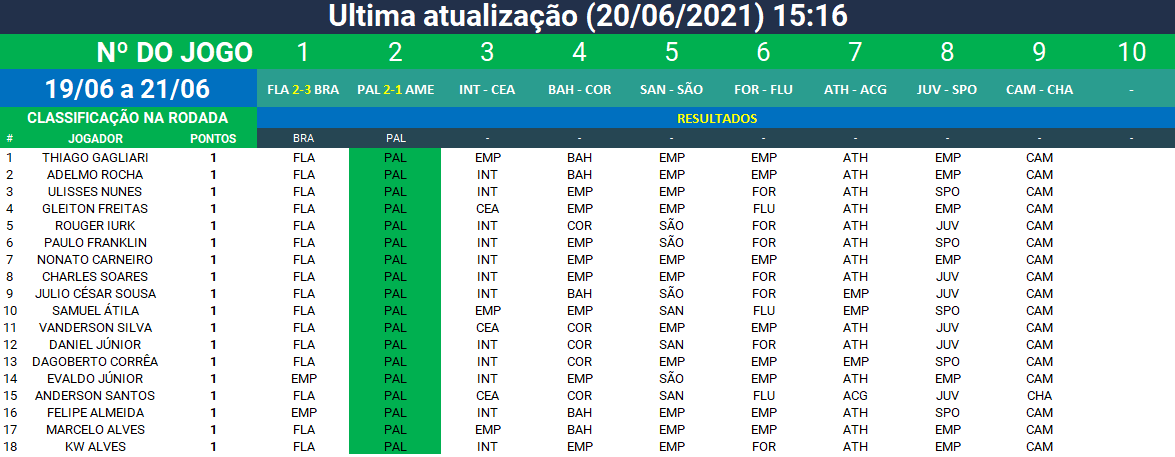 Ultima atualização (20/06/2021) 15:16
Nº DO JOGO 1 2 3 4 5 6 7 8 9 10
19/06 a 21/06 FLA 2-3 BRA PAL 2-1 AME INT - CEA BAH - COR SAN - SÃO FOR - FLU ATH - ACG JUV - SPO CAM - CHA -
CLASSIFICAÇÃO NA RODADA RESULTADOS
# JOGADOR PONTOS BRA PAL - - - - - - - -
1 THIAGO GAGLIARI 1 FLA PAL EMP BAH EMP EMP ATH EMP CAM
2 ADELMO ROCHA 1 FLA PAL INT BAH EMP EMP ATH EMP CAM
3 ULISSES NUNES 1 FLA PAL INT EMP EMP FOR ATH SPO CAM
4 GLEITON FREITAS 1 FLA PAL CEA EMP EMP FLU ATH EMP CAM
5 ROUGER IURK 1 FLA PAL INT COR SÃO FOR ATH JUV CAM
6 PAULO FRANKLIN 1 FLA PAL INT EMP SÃO FOR ATH SPO CAM
7 NONATO CARNEIRO 1 FLA PAL INT EMP EMP EMP ATH EMP CAM
8 CHARLES SOARES 1 FLA PAL INT EMP EMP FOR ATH JUV CAM
9 JULIO CÉSAR SOUSA 1 FLA PAL INT BAH SÃO FOR EMP JUV CAM
10 SAMUEL ÁTILA 1 FLA PAL EMP EMP SAN FLU EMP SPO CAM
11 VANDERSON SILVA 1 FLA PAL CEA COR EMP EMP ATH JUV CAM
12 DANIEL JÚNIOR 1 FLA PAL INT COR SAN FOR ATH JUV CAM
13 DAGOBERTO CORRÊA 1 FLA PAL INT COR EMP EMP EMP SPO CAM
14 EVALDO JÚNIOR 1 EMP PAL INT EMP SÃO EMP ATH EMP CAM
15 ANDERSON SANTOS 1 FLA PAL CEA COR SAN FLU ACG JUV CHA
16 FELIPE ALMEIDA 1 EMP PAL INT BAH EMP EMP ATH SPO CAM
17 MARCELO ALVES 1 FLA PAL EMP BAH EMP EMP ATH EMP CAM
18 KW ALVES 1 FLA PAL INT EMP EMP FOR ATH EMP CAM